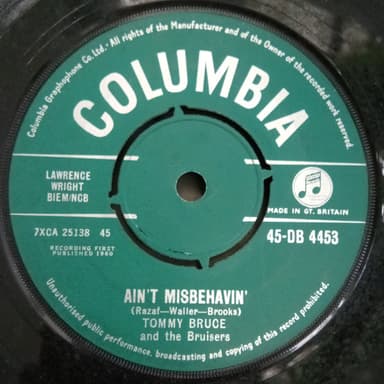 Columbia Graphophone Co. Ltd.· All rights of the Manufacturer and of the Owner of the recorded work reserved.
COLUMBIA
LAWRENCE
WRIGHT
BIEM/NCB
MADE IN GT. BRITAIN
7XCA 25138 45
45-DB 4453
RECORDING FIRST
PUBLISHED 1960
AIN'T MISBEHAVIN'
(Razaf—Waller—Brooks)
TOMMY BRUCE
and the Bruisers
Unauthorised public performance, broadcasting and copying of this record prohibited.